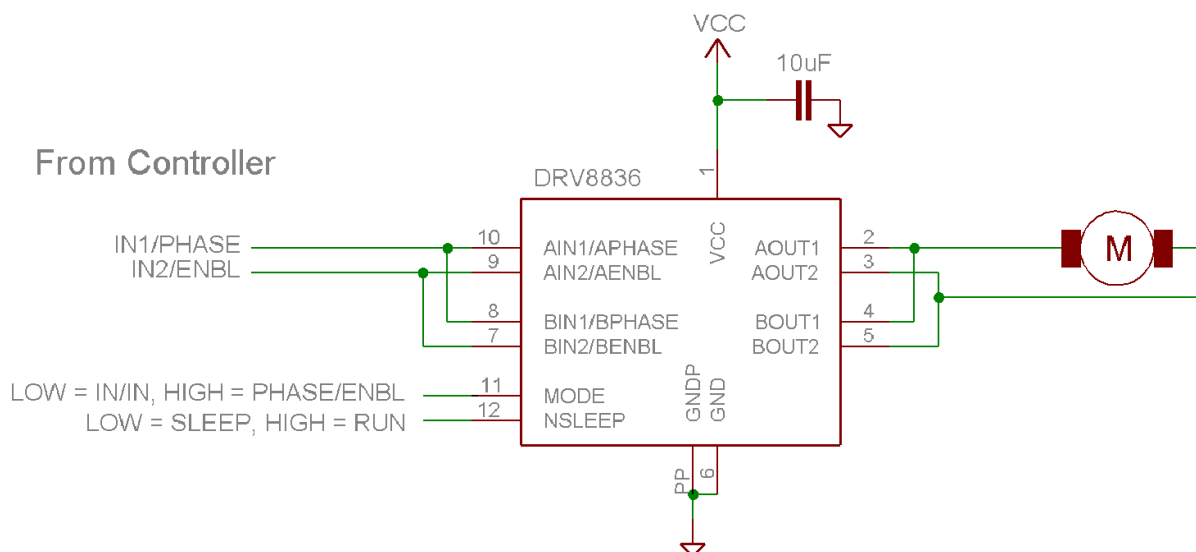 VCC
10uF
From Controller
DRV8836
1
VCC
IN1/PHASE
10
AIN1/APHASE
AOUT1
2
M
IN2/ENBL
9
AIN2/AENBL
AOUT2
3
8
BIN1/BPHASE
BOUT1
4
7
BIN2/BENBL
BOUT2
5
LOW = IN/IN, HIGH = PHASE/ENBL
11
MODE
GNDP
GND
LOW = SLEEP, HIGH = RUN
12
NSLEEP
PP
6